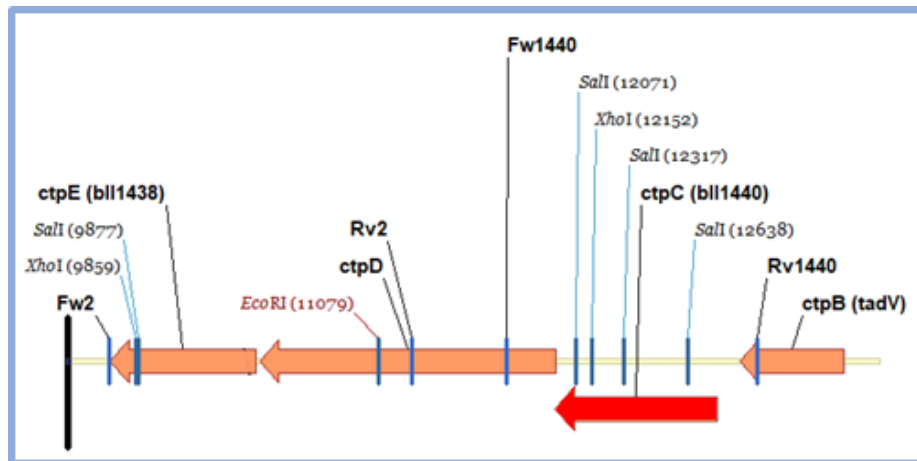 Fw1440
SalI (12071)
XhoI (12152)
SalI (12317)
ctpE (bll1438)
ctpC (bll1440)
SalI (9877)
Rv2
SalI (12638)
XhoI (9859)
ctpD
Rv1440
Fw2
EcoRI (11079)
ctpB (tadV)